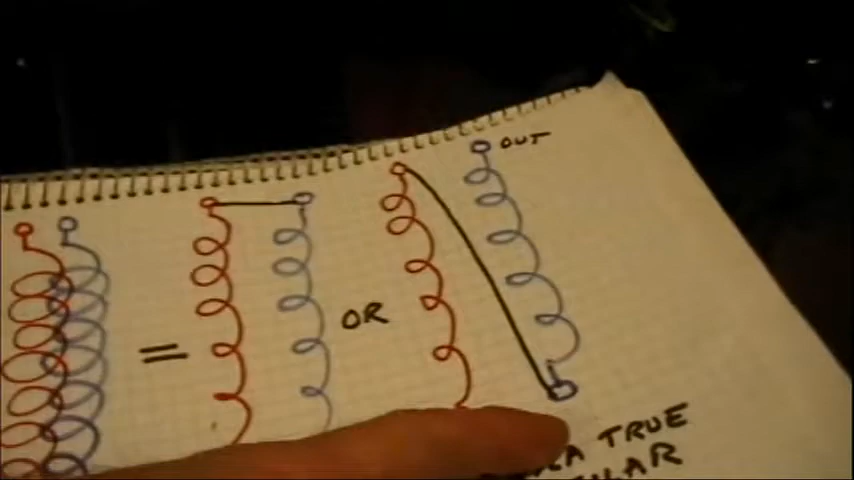 OUT
=
OR
A TRUE